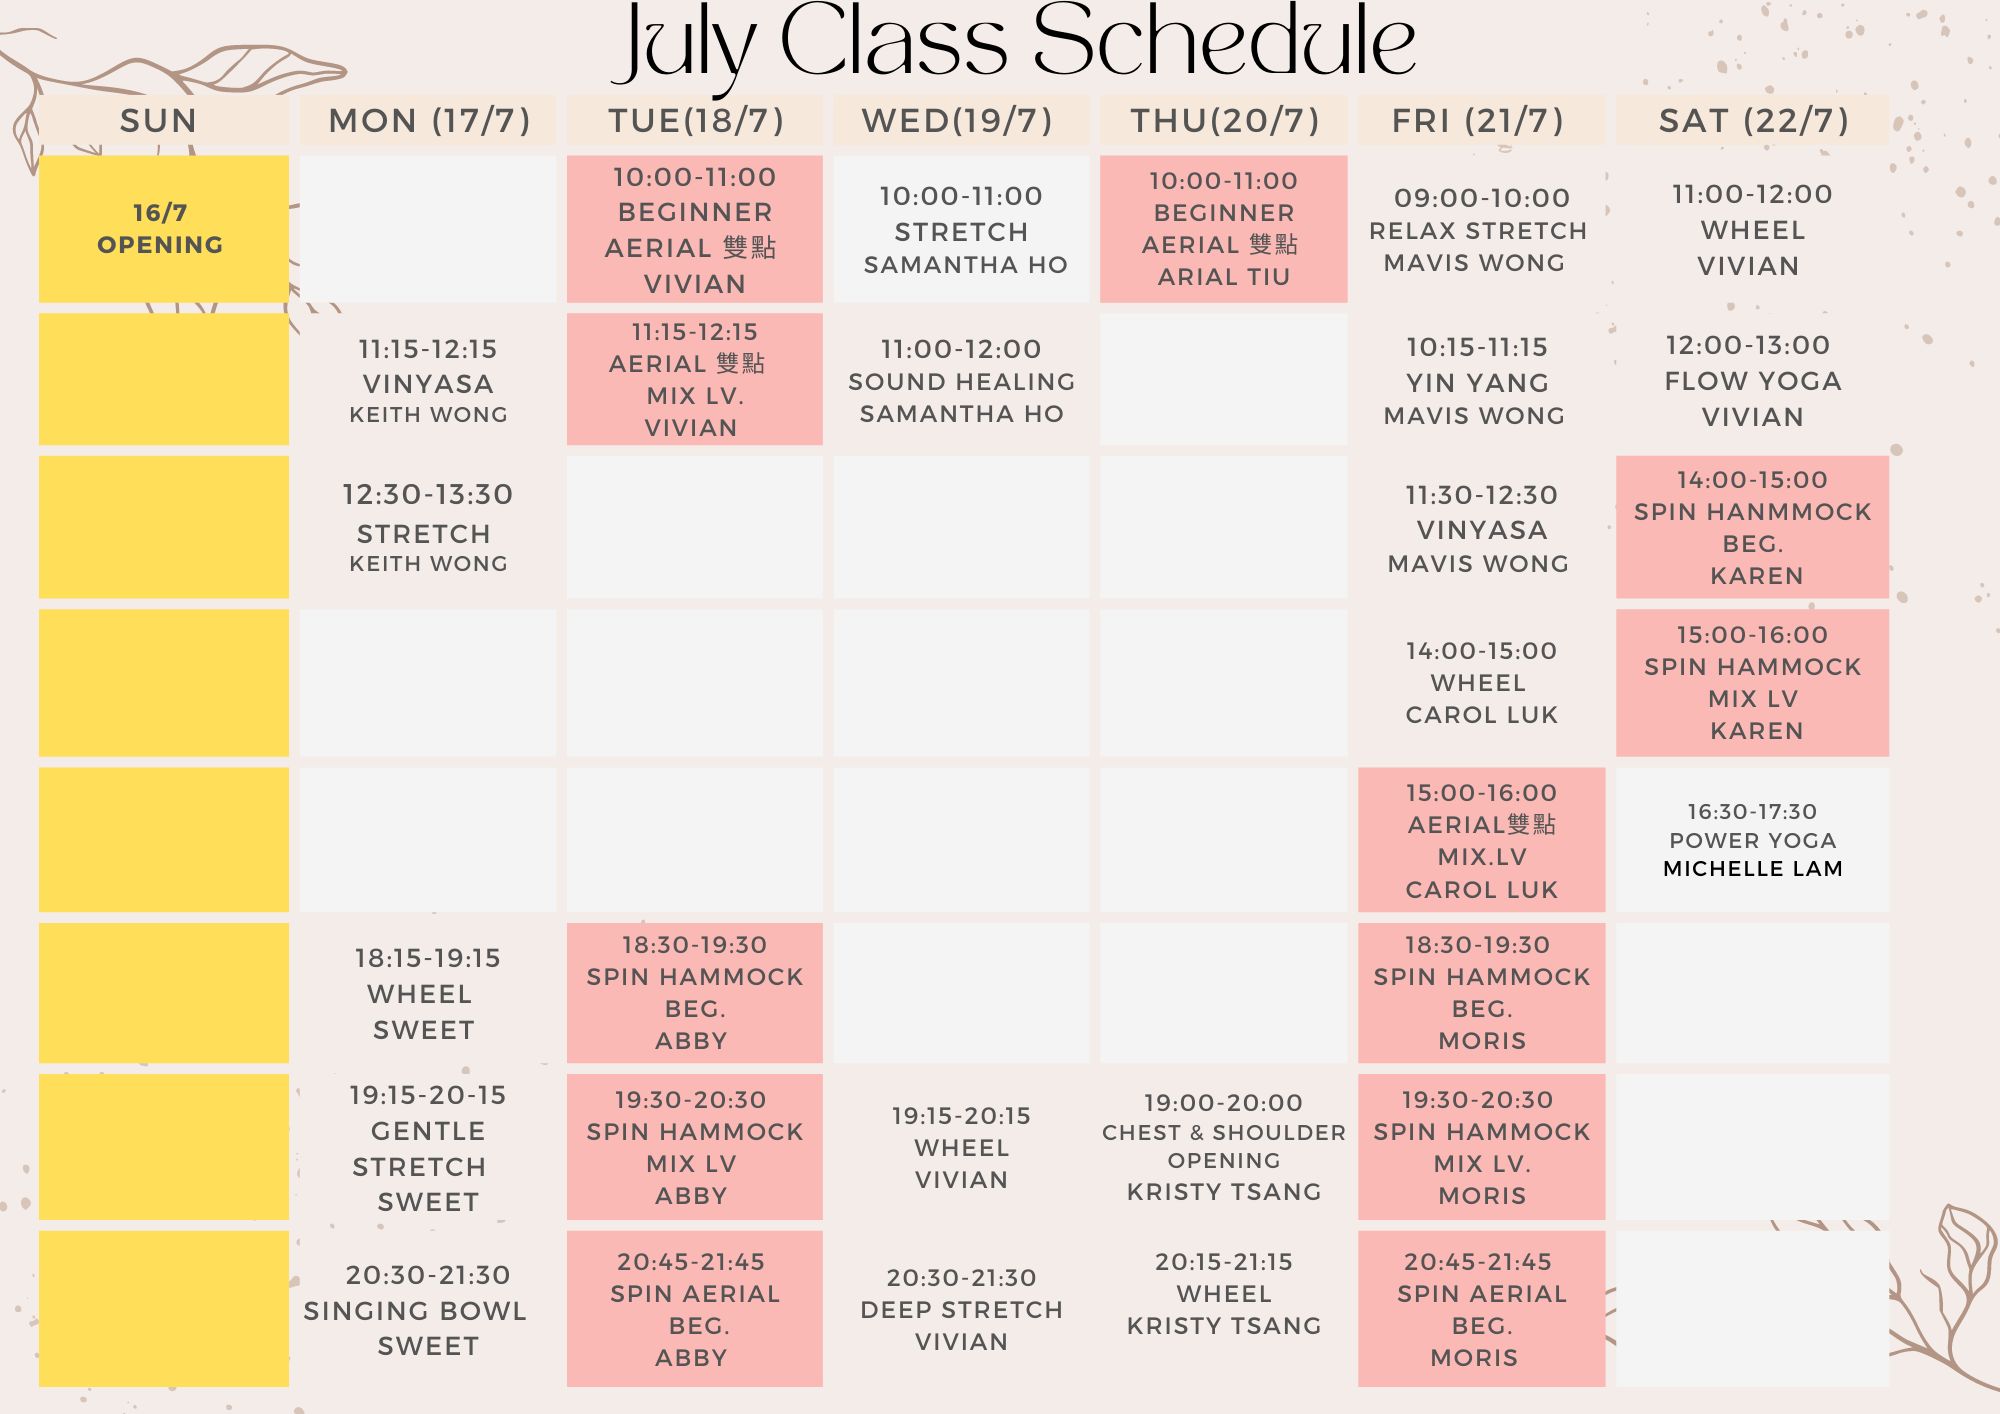 July Class Schedule
SUN
MON (17/7)
TUE(18/7)
WED(19/7)
THU(20/7)
FRI (21/7)
SAT (22/7)
16/7
OPENING
10:00-11:00
BEGINNER
AERIAL 雙點
VIVIAN
10:00-11:00
STRETCH
SAMANTHA HO
10:00-11:00
BEGINNER
AERIAL 雙點
ARIAL TIU
09:00-10:00
RELAX STRETCH
MAVIS WONG
11:00-12:00
WHEEL
VIVIAN
11:15-12:15
VINYASA
KEITH WONG
11:15-12:15
AERIAL 雙點
MIX LV.
VIVIAN
11:00-12:00
SOUND HEALING
SAMANTHA HO
10:15-11:15
YIN YANG
MAVIS WONG
12:00-13:00
FLOW YOGA
VIVIAN
12:30-13:30
STRETCH
KEITH WONG
11:30-12:30
VINYASA
MAVIS WONG
14:00-15:00
SPIN HANMMOCK
BEG.
KAREN
14:00-15:00
WHEEL
CAROL LUK
15:00-16:00
SPIN HAMMOCK
MIX LV
KAREN
15:00-16:00
AERIAL雙點
MIX.LV
CAROL LUK
16:30-17:30
POWER YOGA
MICHELLE LAM
18:15-19:15
WHEEL
SWEET
18:30-19:30
SPIN HAMMOCK
BEG.
ABBY
18:30-19:30
SPIN HAMMOCK
BEG.
MORIS
19:15-20-15
GENTLE
STRETCH
SWEET
19:30-20:30
SPIN HAMMOCK
MIX LV
ABBY
19:15-20:15
WHEEL
VIVIAN
19:00-20:00
CHEST & SHOULDER
OPENING
KRISTY TSANG
19:30-20:30
SPIN HAMMOCK
MIX LV.
MORIS
20:30-21:30
SINGING BOWL
SWEET
20:45-21:45
SPIN AERIAL
BEG.
ABBY
20:30-21:30
DEEP STRETCH
VIVIAN
20:15-21:15
WHEEL
KRISTY TSANG
20:45-21:45
SPIN AERIAL
BEG.
MORIS